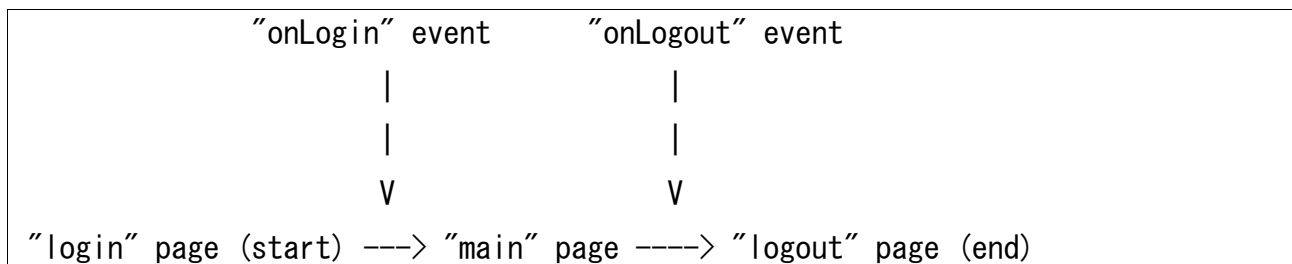 "onLogin" event "onLogout" event
| |
| |
V V
"login" page (start) ---> "main" page ----> "logout" page (end)